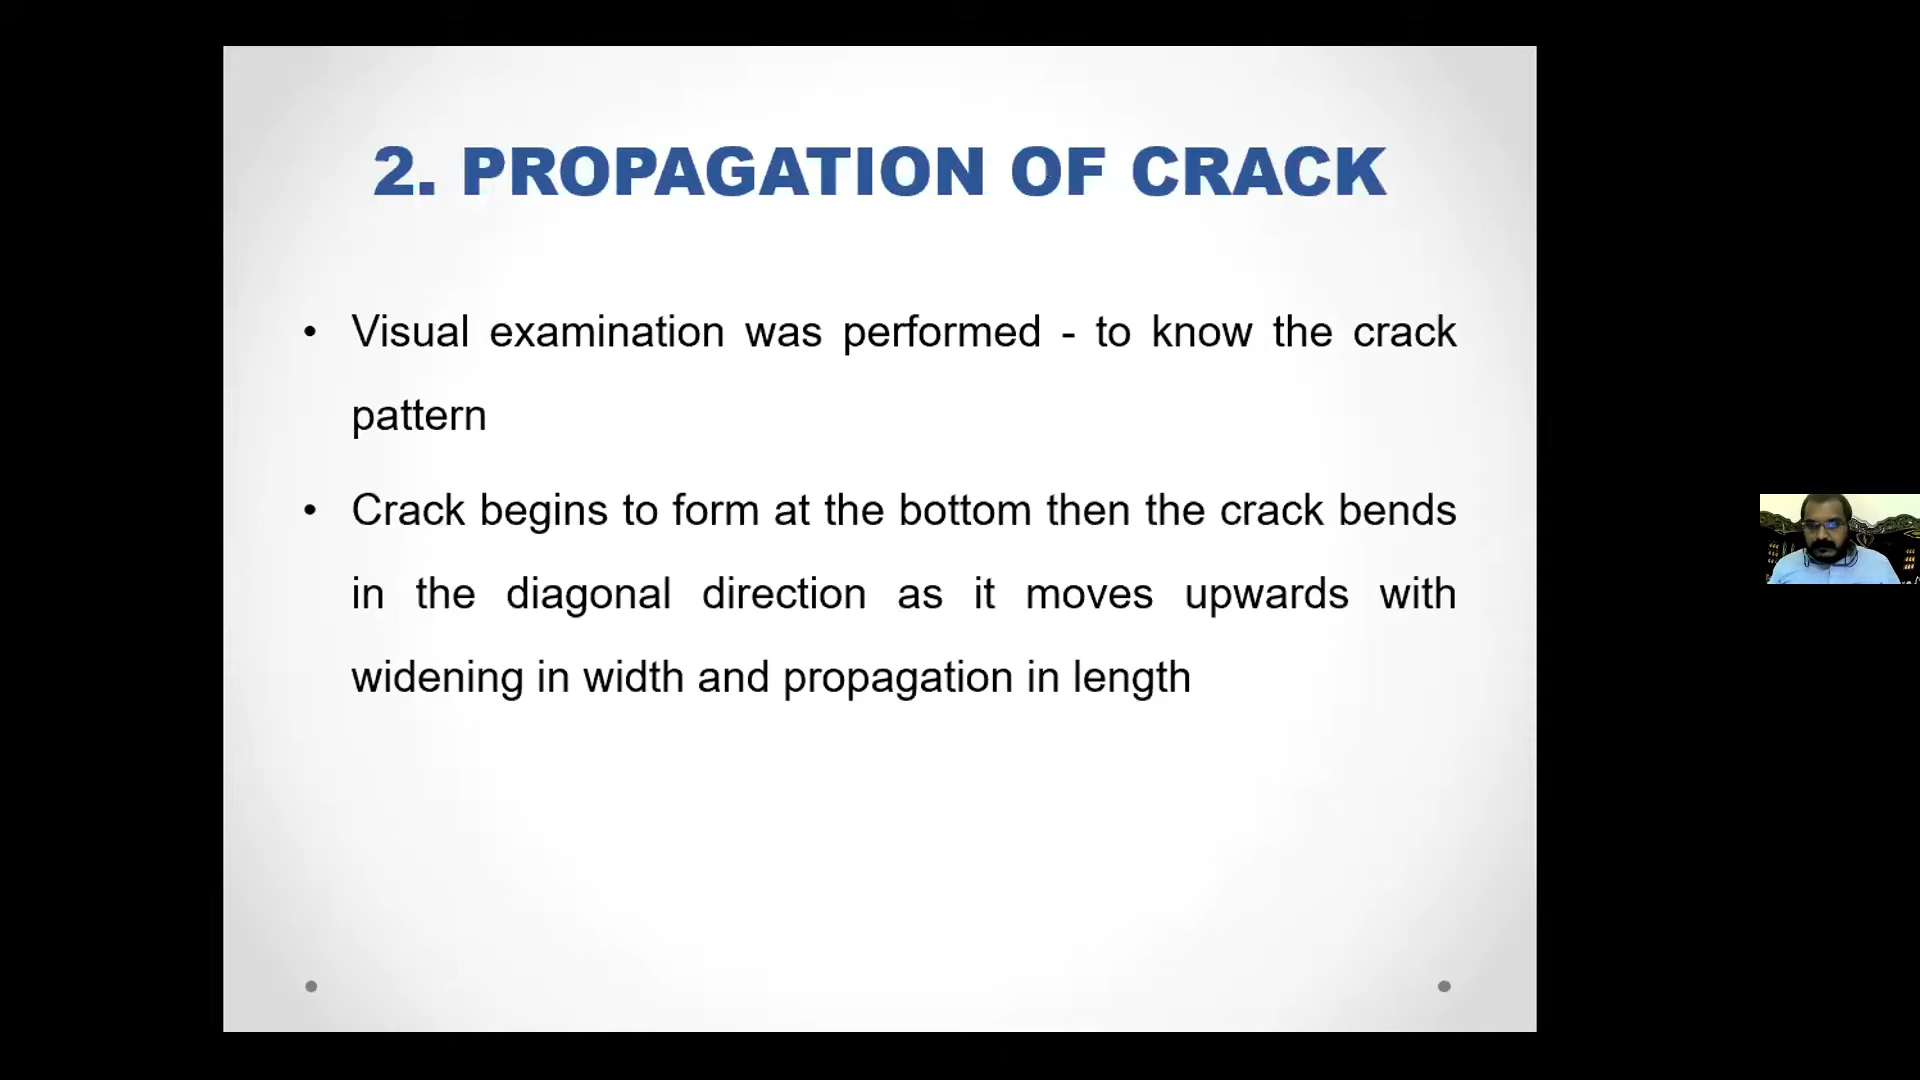 2. PROPAGATION OF CRACK
• Visual examination was performed - to know the crack
pattern
• Crack begins to form at the bottom then the crack bends
in the diagonal direction as it moves upwards with
widening in width and propagation in length